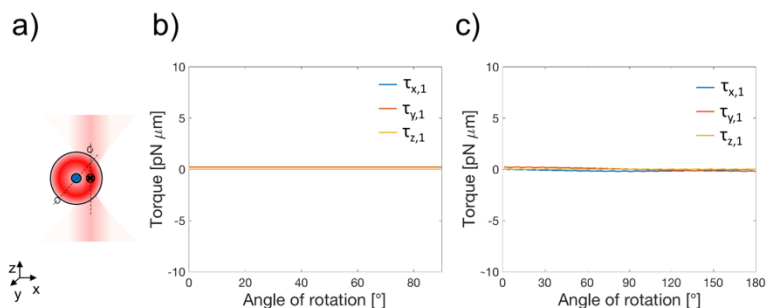 a)
z
y
x
b)
Torque [pN μm]
10
5
0
-5
-10
τx,1
τy,1
τz,1
0
20
40
60
80
Angle of rotation [°]
c)
Torque [pN μm]
10
5
0
-5
-10
τx,1
τy,1
τz,1
0
30
60
90
120
150
180
Angle of rotation [°]